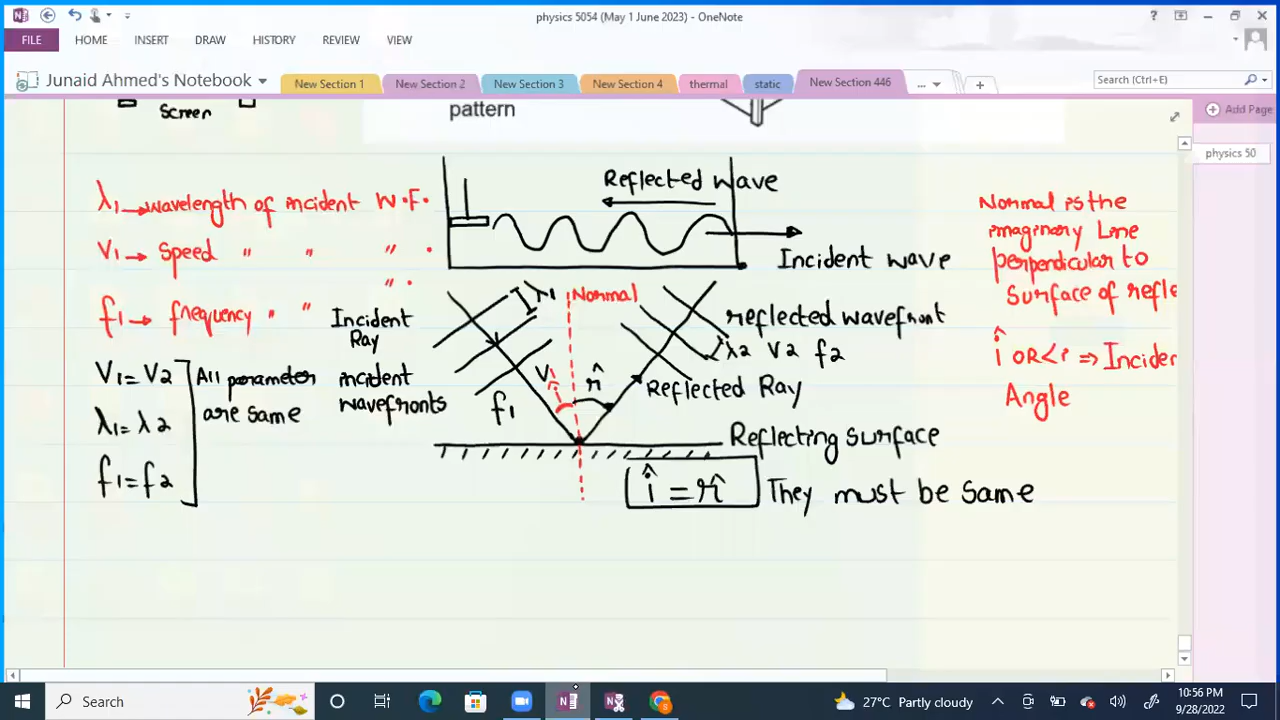 physics 5054 (May 1 June 2023) - OneNote
FILE HOME INSERT DRAW HISTORY REVIEW VIEW
Junaid Ahmed's Notebook
New Section 1
New Section 2
New Section 3
New Section 4
thermal
static
New Section 446
...
Search (Ctrl+E)
Add Page
physics 50
Screen
pattern
λ1→wavelength of incident W.F.
V1→ Speed " " "
f1→ frequency " " "
V1 = V2
λ1 = λ2
f1 = f2
All parameter
are same
Reflected wave
Incident wave
Incident
Ray
incident
wavefronts
λ1
Normal
V1
f1
r̂
reflected wavefront
λ2 V2 f2
Reflected Ray
Reflecting surface
î = r̂ They must be same
Normal is the
imaginary Line
perpendicular to
Surface of refle
î OR <i ⇒ Inciden
Angle
Search
27°C Partly cloudy
10:56 PM
9/28/2022